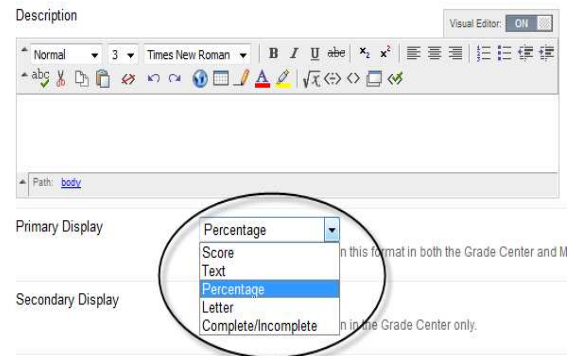 Description
Visual Editor: ON
Normal 3 Times New Roman B I U abc x₂ x²
abc
Path: body
Primary Display
Percentage
Score
n this format in both the Grade Center and M
Text
Percentage
Letter
Secondary Display
Complete/Incomplete
n in the Grade Center only.